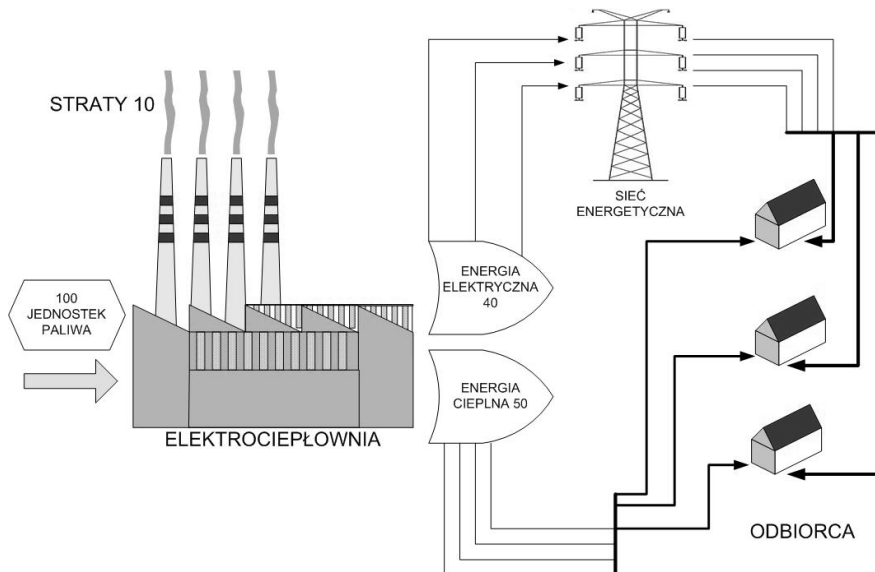 STRATY 10
SIEĆ
ENERGETYCZNA
100
JEDNOSTEK
PALIWA
ENERGIA
ELEKTRYCZNA
40
ENERGIA
CIEPLNA 50
ELEKTROCIEPŁOWNIA
ODBIORCA